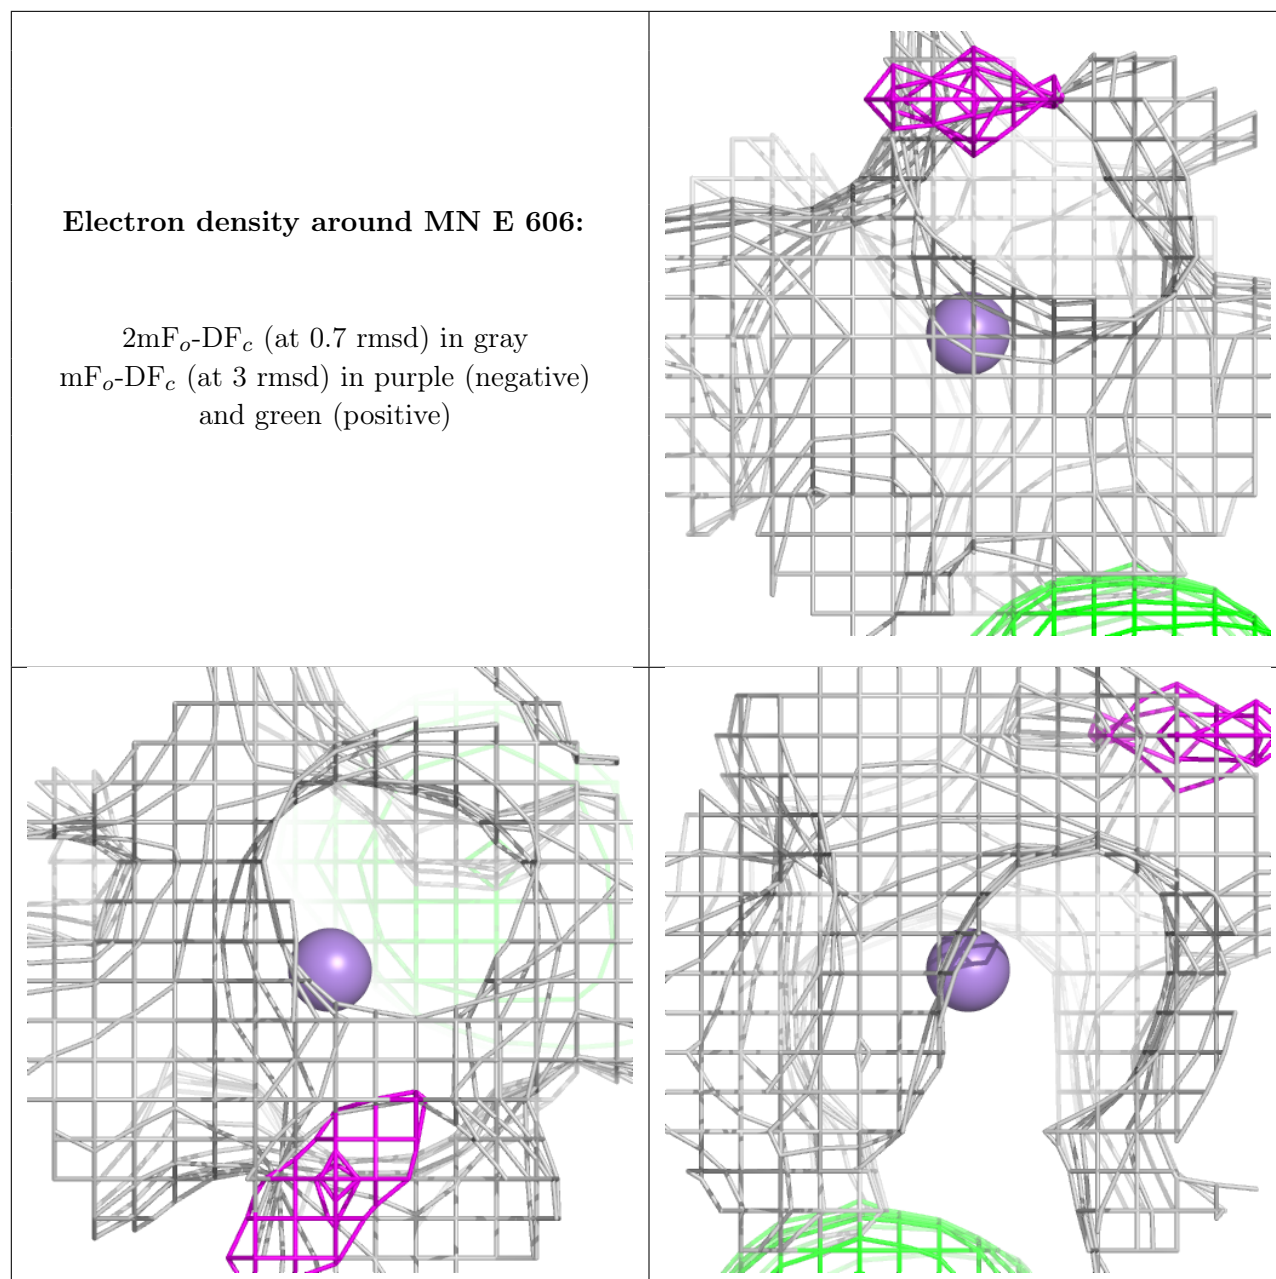 Electron density around MN E 606:
2mFo-DFc (at 0.7 rmsd) in gray
mFo-DFc (at 3 rmsd) in purple (negative)
and green (positive)